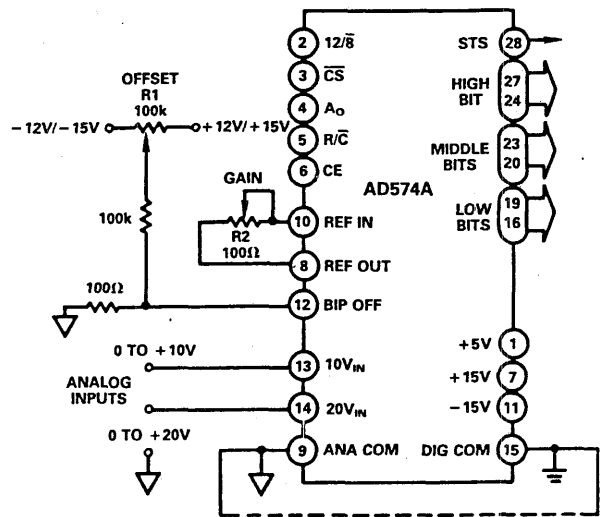 2 12/8̅ STS 28
3 C̅S̅ HIGH BIT 27 24
OFFSET
R1
100k
4 A₀
-12V/-15V +12V/+15V
5 R/C̅ MIDDLE BITS 23 20
6 CE
AD574A
GAIN
LOW BITS 19 16
100k
R2
100Ω
10 REF IN
8 REF OUT
100Ω
12 BIP OFF
+5V 1
0 TO +10V
13 10V_IN
+15V 7
ANALOG
INPUTS
14 20V_IN
-15V 11
0 TO +20V
9 ANA COM DIG COM 15